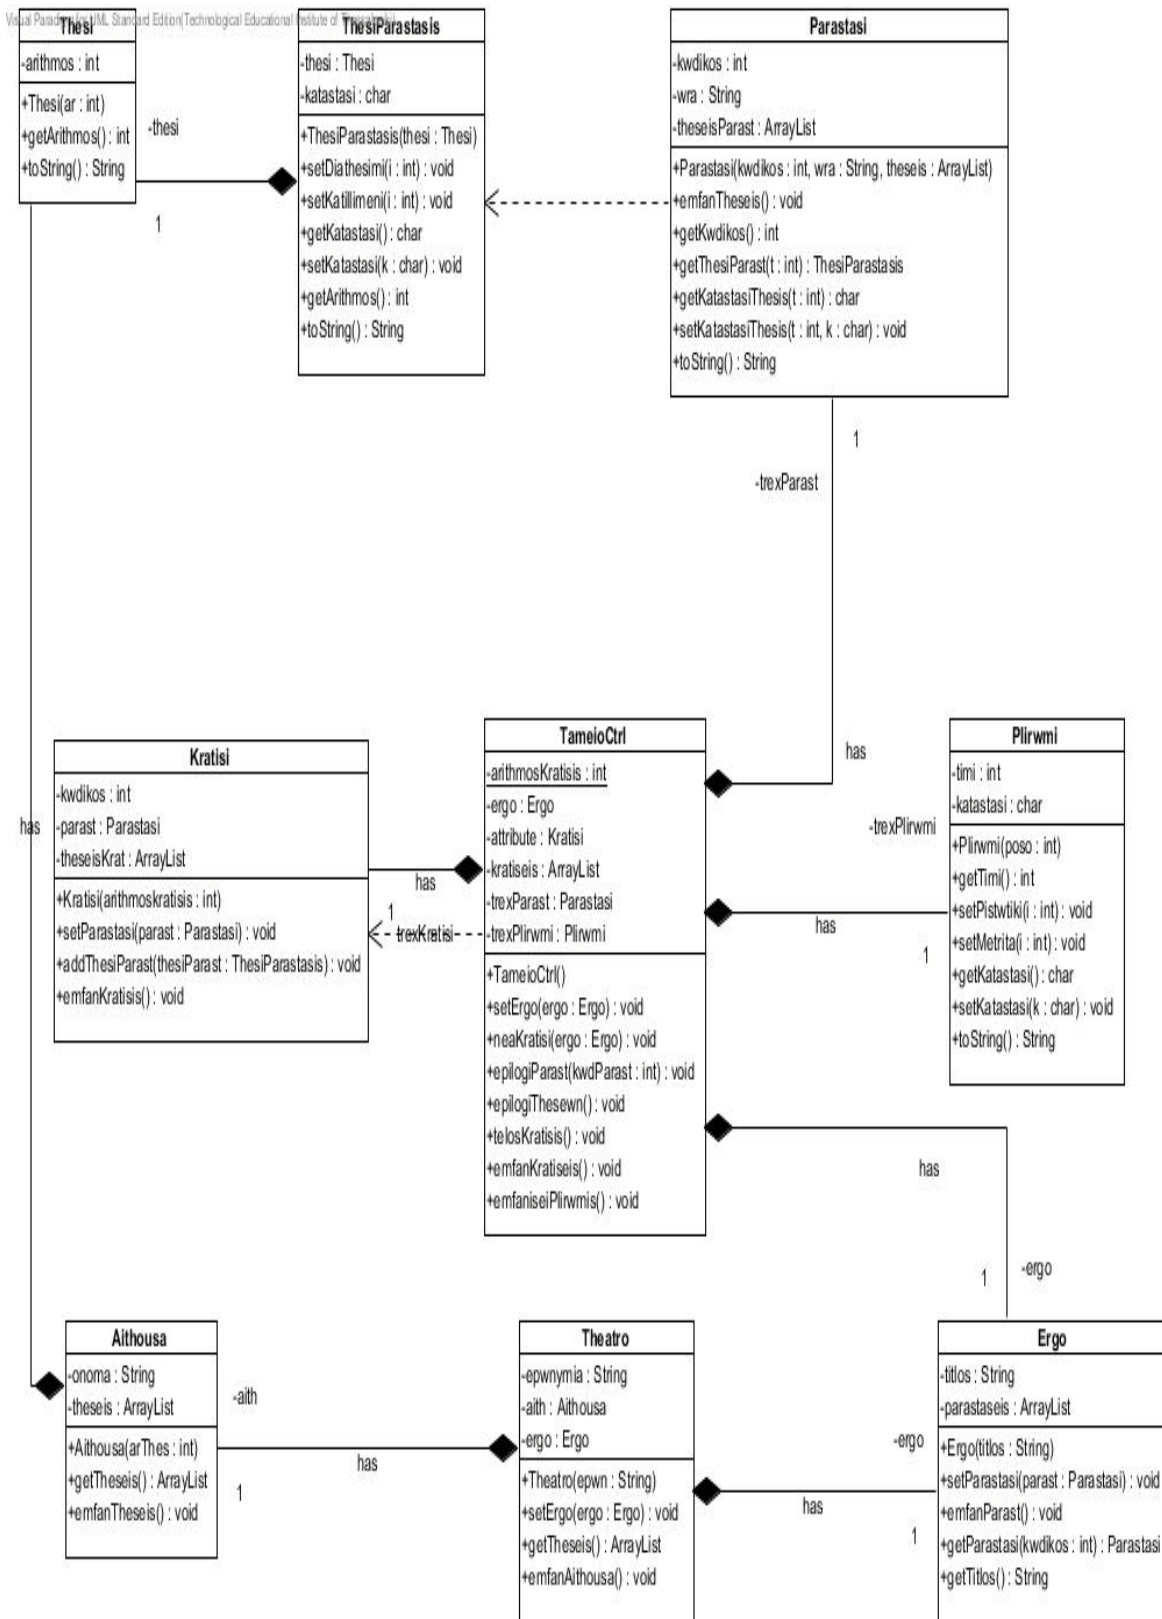 Visual Paradigm for UML Standard Edition(Technological Educational Institute of
Thesi
-arithmos : int
+Thesi(ar : int)
+getArithmos() : int
+toString() : String
-thesi
1
ThesiParastasis
-thesi : Thesi
-katastasi : char
+ThesiParastasis(thesi : Thesi)
+setDiathesimi(i : int) : void
+setKatillimeni(i : int) : void
+getKatastasi() : char
+setKatastasi(k : char) : void
+getArithmos() : int
+toString() : String
Parastasi
-kwdikos : int
-wra : String
-theseisParast : ArrayList
+Parastasi(kwdikos : int, wra : String, theseis : ArrayList)
+emfanTheseis() : void
+getKwdikos() : int
+getThesiParast(t : int) : ThesiParastasis
+getKatastasiThesis(t : int) : char
+setKatastasiThesis(t : int, k : char) : void
+toString() : String
1
-trexParast
has
has
Kratisi
-kwdikos : int
-parast : Parastasi
-theseisKrat : ArrayList
+Kratisi(arithmoskratisis : int)
+setParastasi(parast : Parastasi) : void
+addThesiParast(thesiParast : ThesiParastasis) : void
+emfanKratisis() : void
has
1
-trexKratisi
TameioCtrl
-arithmosKratisis : int
-ergo : Ergo
-attribute : Kratisi
-kratiseis : ArrayList
-trexParast : Parastasi
-trexPlirwmi : Plirwmi
+TameioCtrl()
+setErgo(ergo : Ergo) : void
+neaKratisi(ergo : Ergo) : void
+epilogiParast(kwdParast : int) : void
+epilogiThesewn() : void
+telosKratisis() : void
+emfanKratiseis() : void
+emfaniseiPlirwmis() : void
-trexPlirwmi
has
1
Plirwmi
-timi : int
-katastasi : char
+Plirwmi(poso : int)
+getTimi() : int
+setPistwtiki(i : int) : void
+setMetrita(i : int) : void
+getKatastasi() : char
+setKatastasi(k : char) : void
+toString() : String
has
1
-ergo
Aithousa
-onoma : String
-theseis : ArrayList
+Aithousa(arThes : int)
+getTheseis() : ArrayList
+emfanTheseis() : void
-aith
has
1
Theatro
-epwnymia : String
-aith : Aithousa
-ergo : Ergo
+Theatro(epwn : String)
+setErgo(ergo : Ergo) : void
+getTheseis() : ArrayList
+emfanAithousa() : void
-ergo
has
1
Ergo
-titlos : String
-parastaseis : ArrayList
+Ergo(titlos : String)
+setParastasi(parast : Parastasi) : void
+emfanParast() : void
+getParastasi(kwdikos : int) : Parastasi
+getTitlos() : String